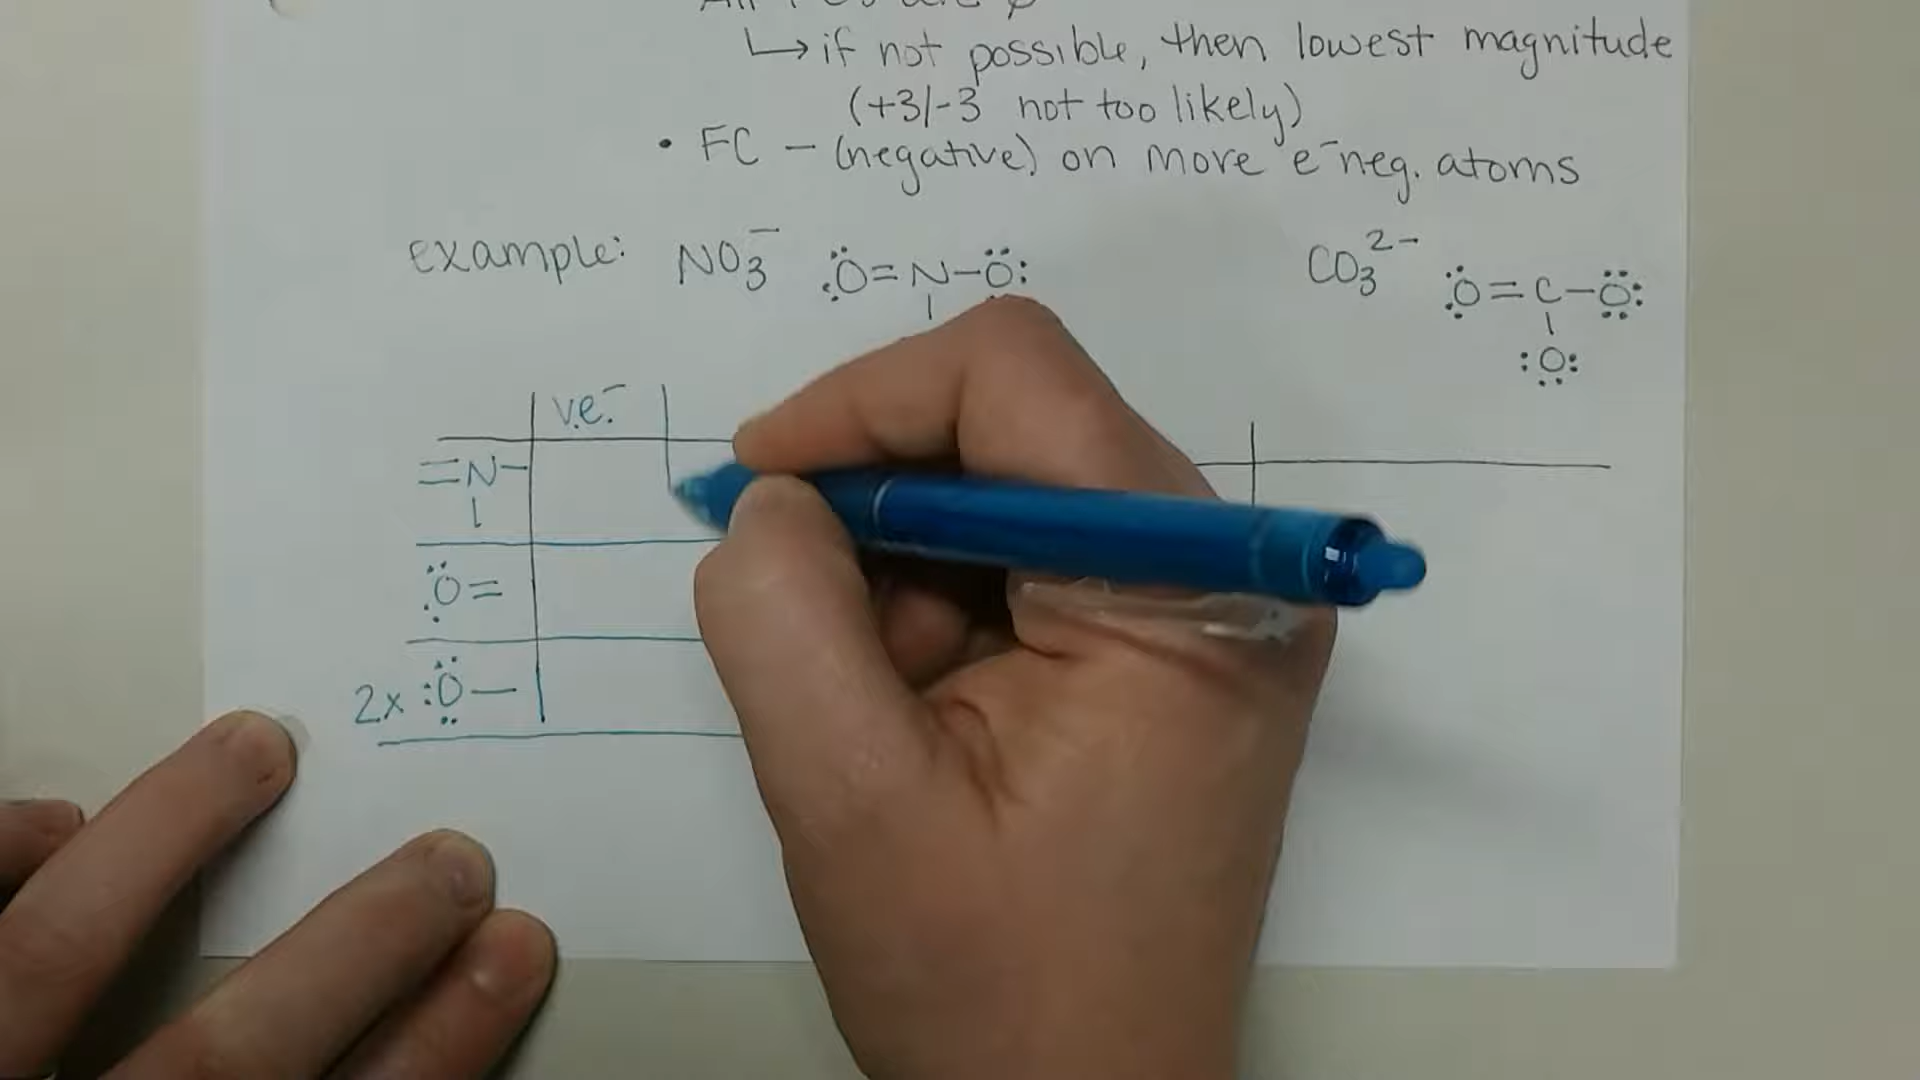 ↳ if not possible, then lowest magnitude
(+3/-3 not too likely)
• FC - (negative) on more e⁻neg. atoms
example: NO₃⁻ O=N-O:
CO₃²⁻ O=C-O:
:O:
v.e.⁻
=N-
O=
2x :O-